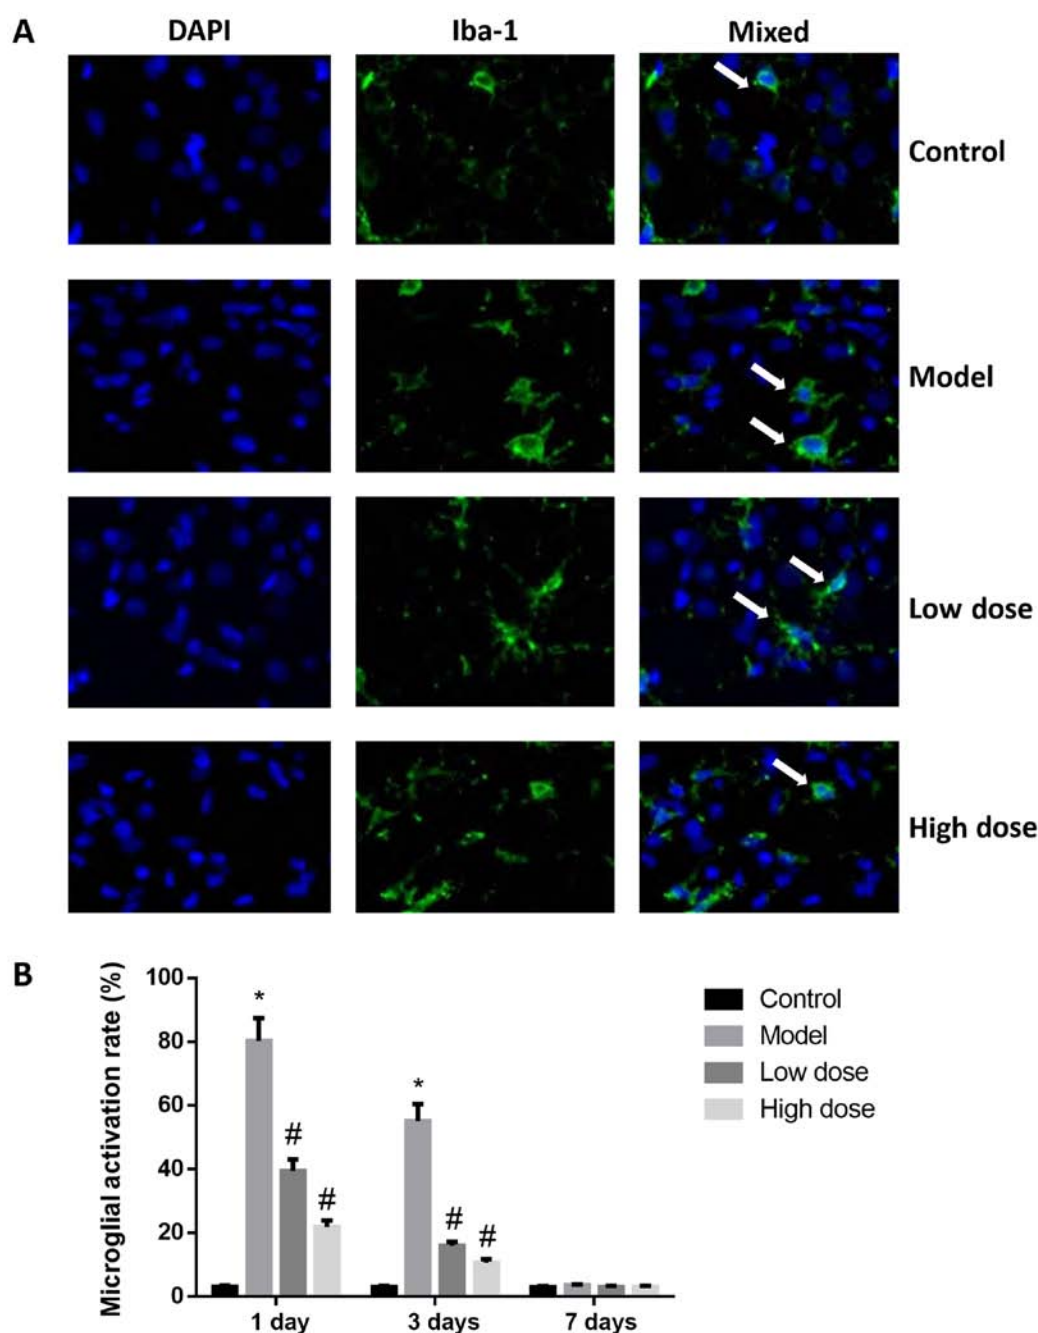 A
DAPI
Iba-1
Mixed
Control
Model
Low dose
High dose
B
Microglial activation rate (%)
100
80
60
40
20
0
*
#
#
*
#
#
1 day
3 days
7 days
Control
Model
Low dose
High dose